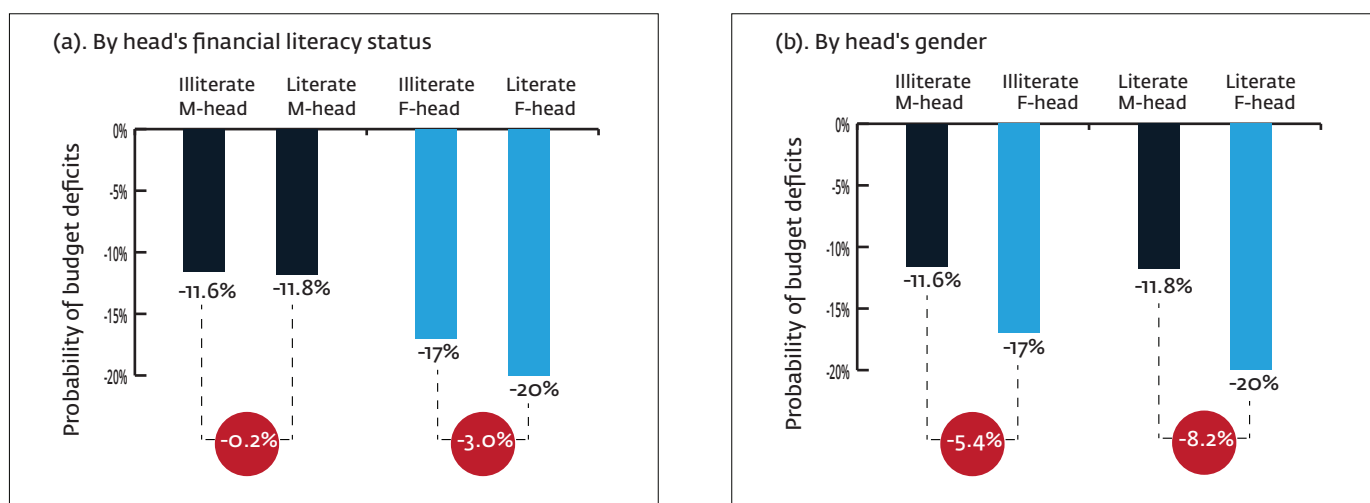 (a). By head's financial literacy status
Illiterate M-head
Literate M-head
Illiterate F-head
Literate F-head
Probability of budget deficits
0%
-5%
-10%
-15%
-20%
-11.6%
-11.8%
-17%
-20%
-0.2%
-3.0%
(b). By head's gender
Illiterate M-head
Illiterate F-head
Literate M-head
Literate F-head
Probability of budget deficits
0%
-5%
-10%
-15%
-20%
-11.6%
-17%
-11.8%
-20%
-5.4%
-8.2%